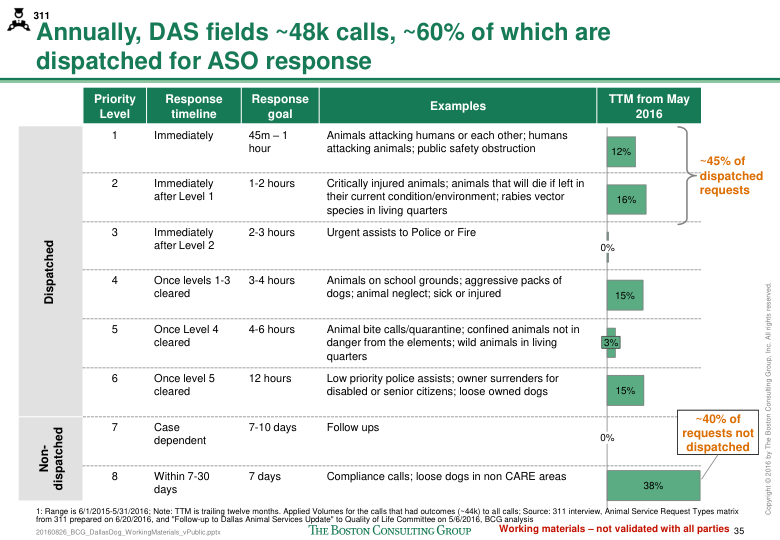 311
Annually, DAS fields ~48k calls, ~60% of which are
dispatched for ASO response
Priority Level
Response timeline
Response goal
Examples
TTM from May 2016
Dispatched
1
Immediately
45m – 1
hour
Animals attacking humans or each other; humans
attacking animals; public safety obstruction
12%
2
Immediately
after Level 1
1-2 hours
Critically injured animals; animals that will die if left in
their current condition/environment; rabies vector
species in living quarters
16%
~45% of
dispatched
requests
3
Immediately
after Level 2
2-3 hours
Urgent assists to Police or Fire
0%
4
Once levels 1-3
cleared
3-4 hours
Animals on school grounds; aggressive packs of
dogs; animal neglect; sick or injured
15%
5
Once Level 4
cleared
4-6 hours
Animal bite calls/quarantine; confined animals not in
danger from the elements; wild animals in living
quarters
3%
6
Once level 5
cleared
12 hours
Low priority police assists; owner surrenders for
disabled or senior citizens; loose owned dogs
15%
Non-
dispatched
7
Case
dependent
7-10 days
Follow ups
0%
~40% of
requests not
dispatched
8
Within 7-30
days
7 days
Compliance calls; loose dogs in non CARE areas
38%
1: Range is 6/1/2015-5/31/2016; Note: TTM is trailing twelve months. Applied Volumes for the calls that had outcomes (~44k) to all calls; Source: 311 interview, Animal Service Request Types matrix
from 311 prepared on 6/20/2016, and "Follow-up to Dallas Animal Services Update" to Quality of Life Committee on 5/6/2016, BCG analysis
20160826_BCG_DallasDog_WorkingMaterials_vPublic.pptx
THE BOSTON CONSULTING GROUP
Working materials – not validated with all parties
35
Copyright © 2016 by The Boston Consulting Group, Inc. All rights reserved.